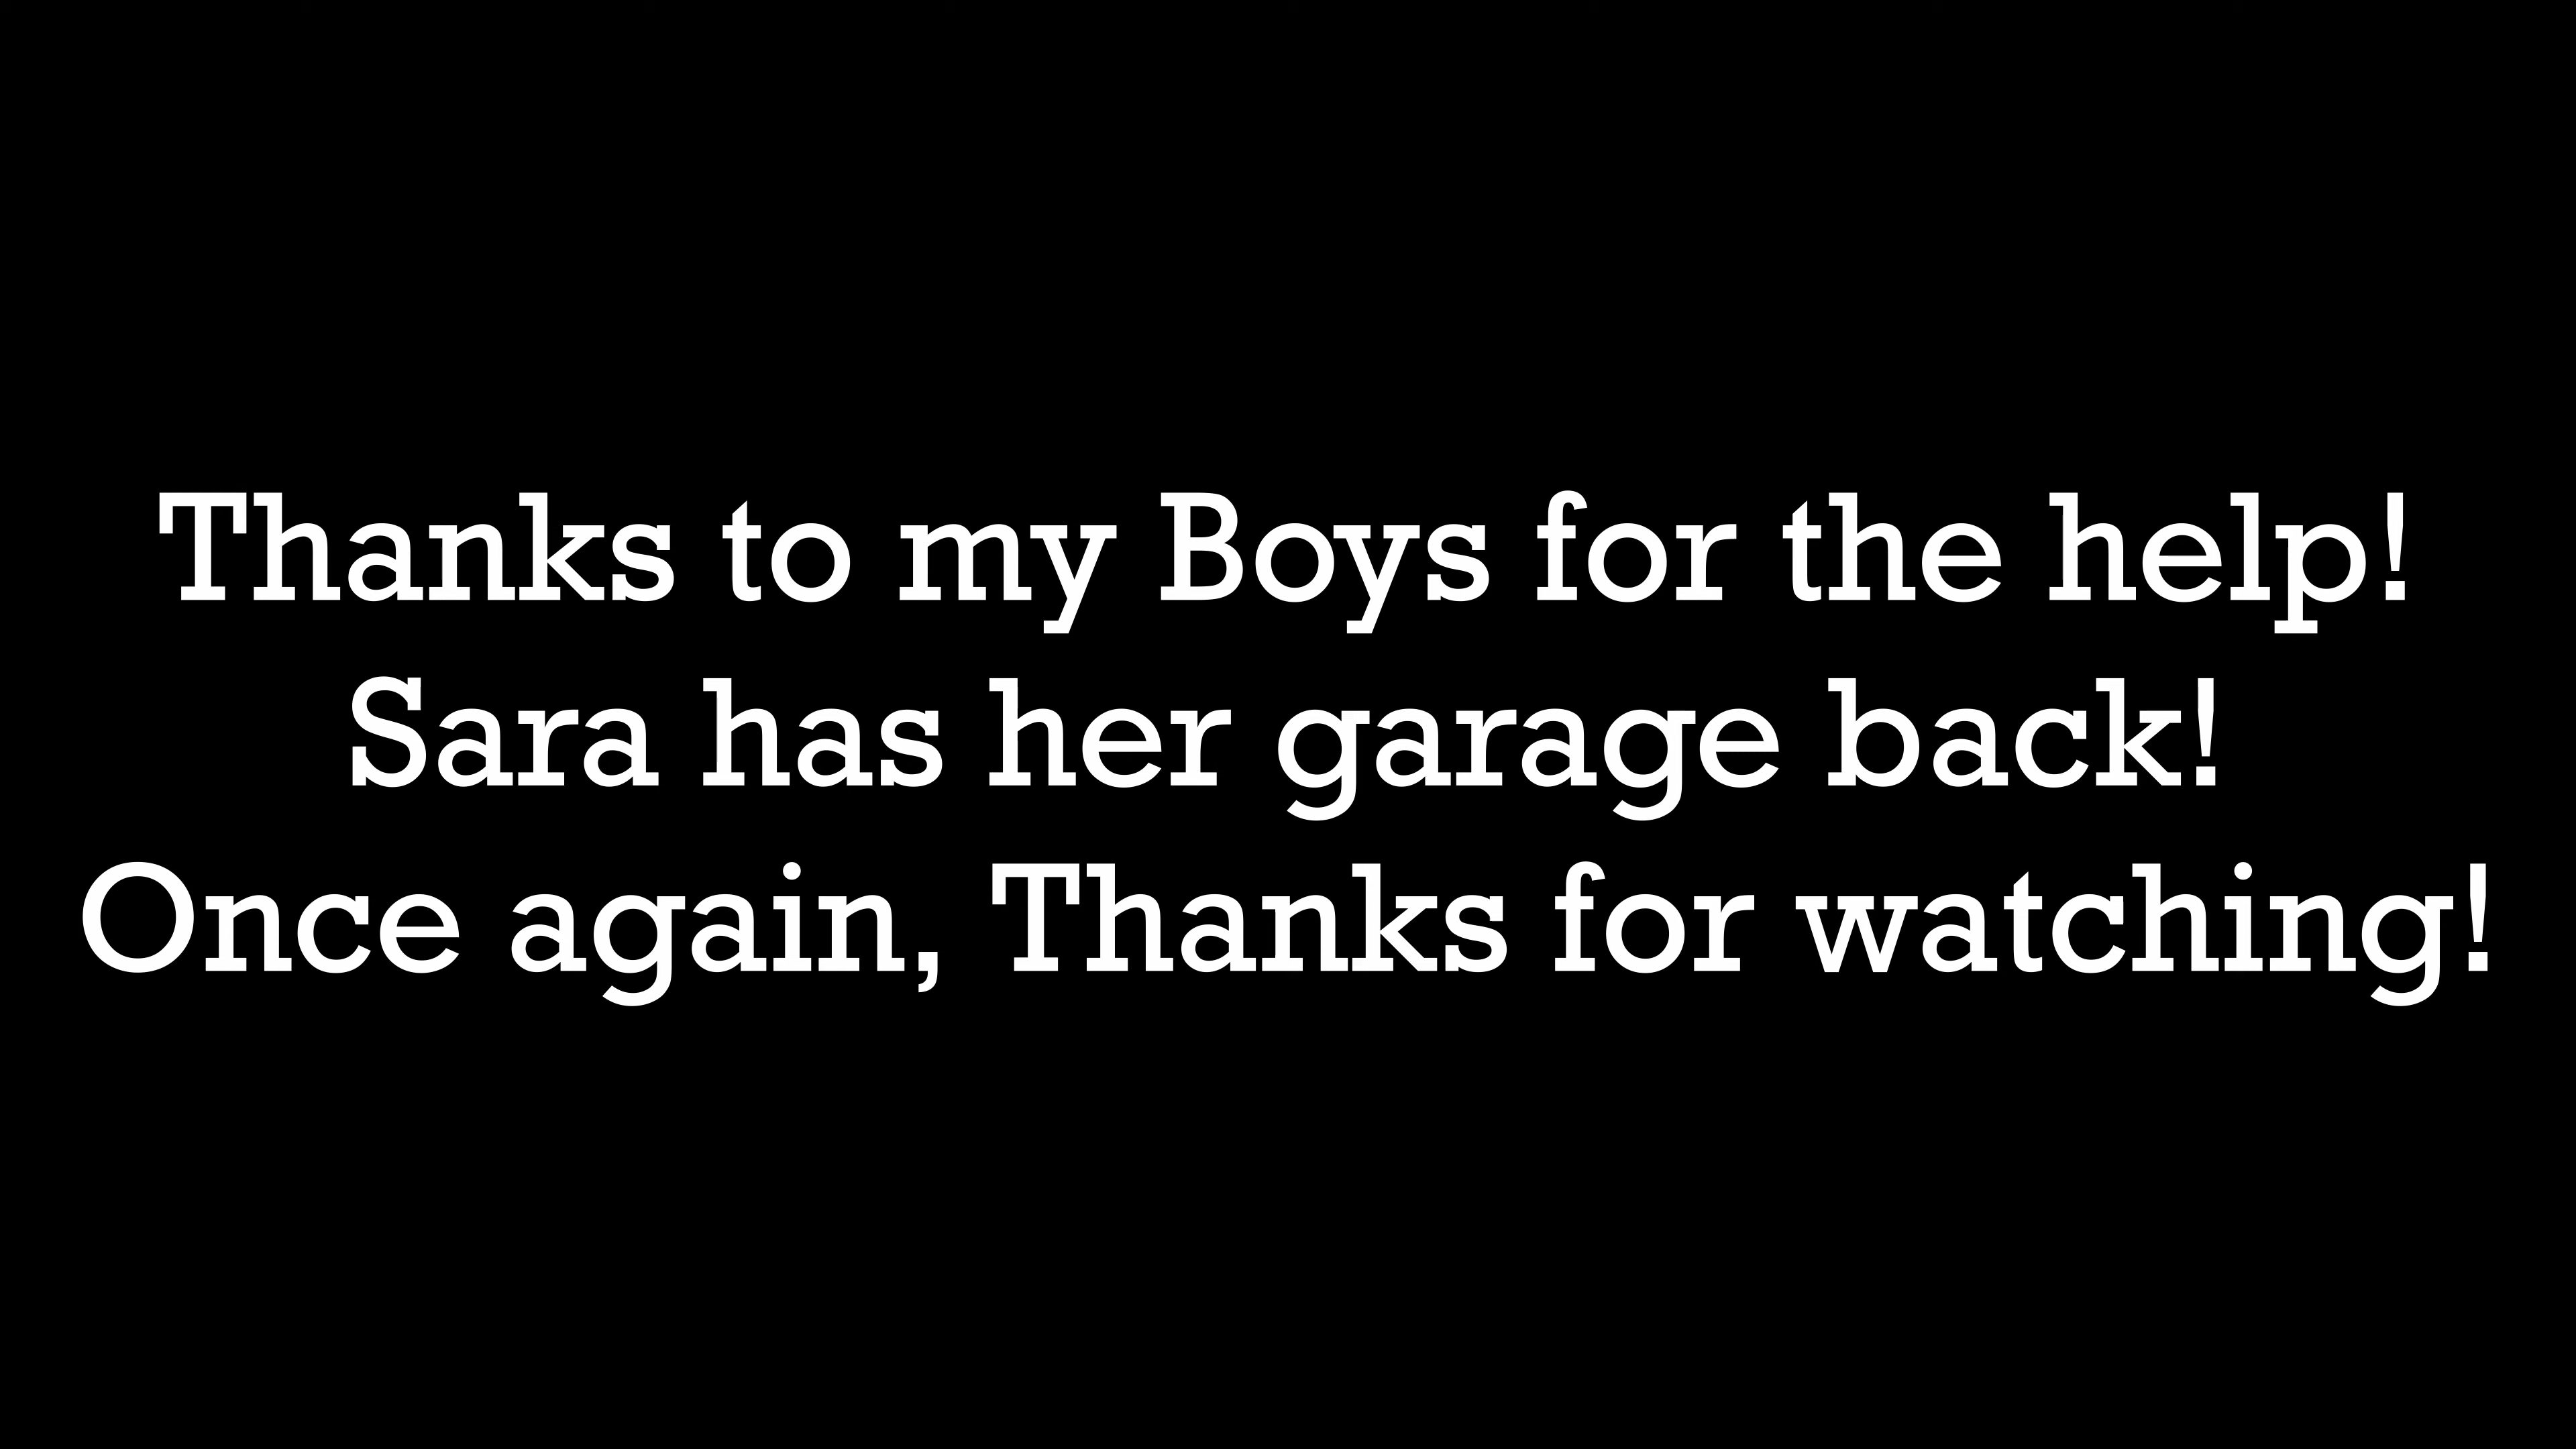 Thanks to my Boys for the help!
Sara has her garage back!
Once again, Thanks for watching!